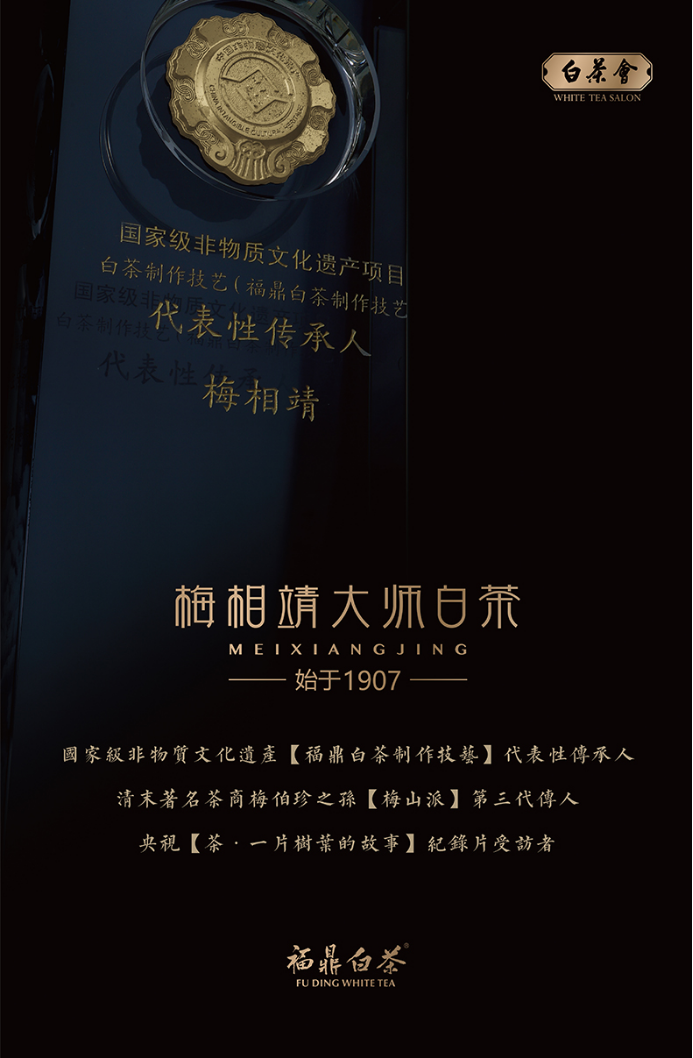 白茶會
WHITE TEA SALON
国家级非物质文化遗产项目
白茶制作技艺(福鼎白茶制作技艺
代表性传承人
梅相靖
梅相靖大师白茶
MEIXIANGJING
始于1907
國家級非物質文化遺產【福鼎白茶制作技藝】代表性傳承人
清末著名茶商梅伯珍之孫【梅山派】第三代傳人
央視【茶·一片樹葉的故事】紀錄片受訪者
福鼎白茶®
FU DING WHITE TEA